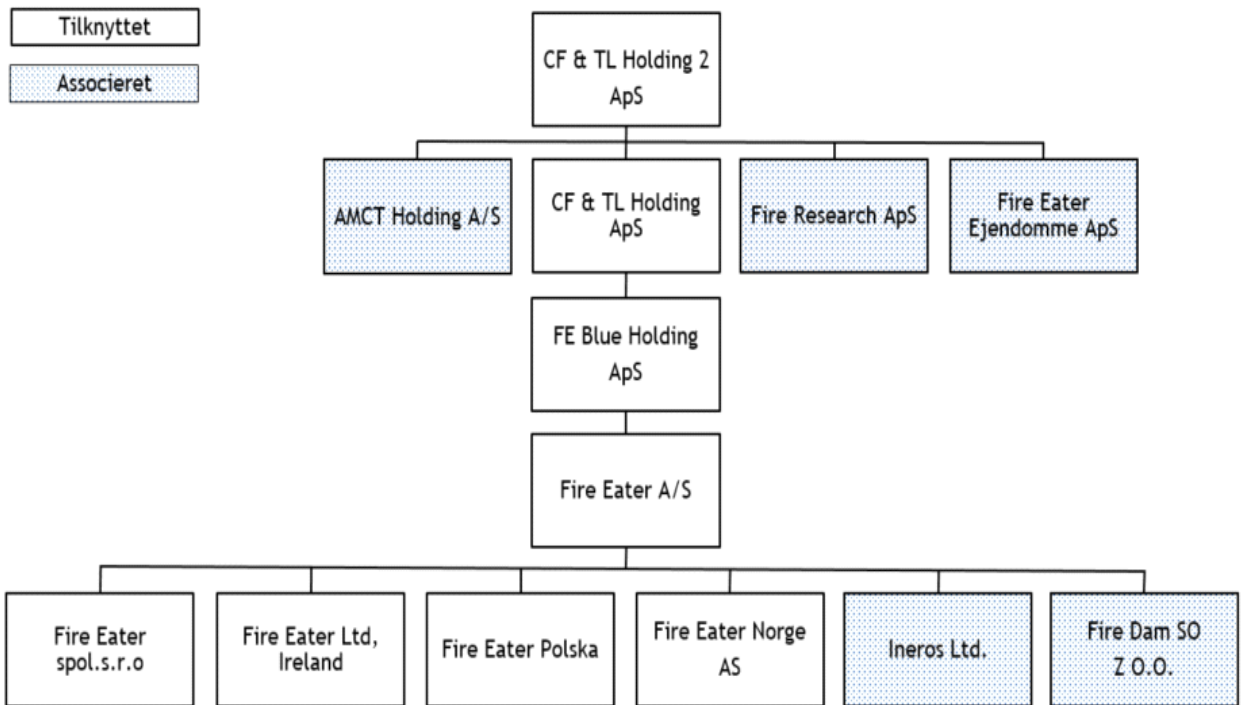 Tilknyttet
Associeret
CF & TL Holding 2
ApS
AMCT Holding A/S
CF & TL Holding
ApS
Fire Research ApS
Fire Eater
Ejendomme ApS
FE Blue Holding
ApS
Fire Eater A/S
Fire Eater
spol.s.r.o
Fire Eater Ltd,
Ireland
Fire Eater Polska
Fire Eater Norge
AS
Ineros Ltd.
Fire Dam SO
Z O.O.